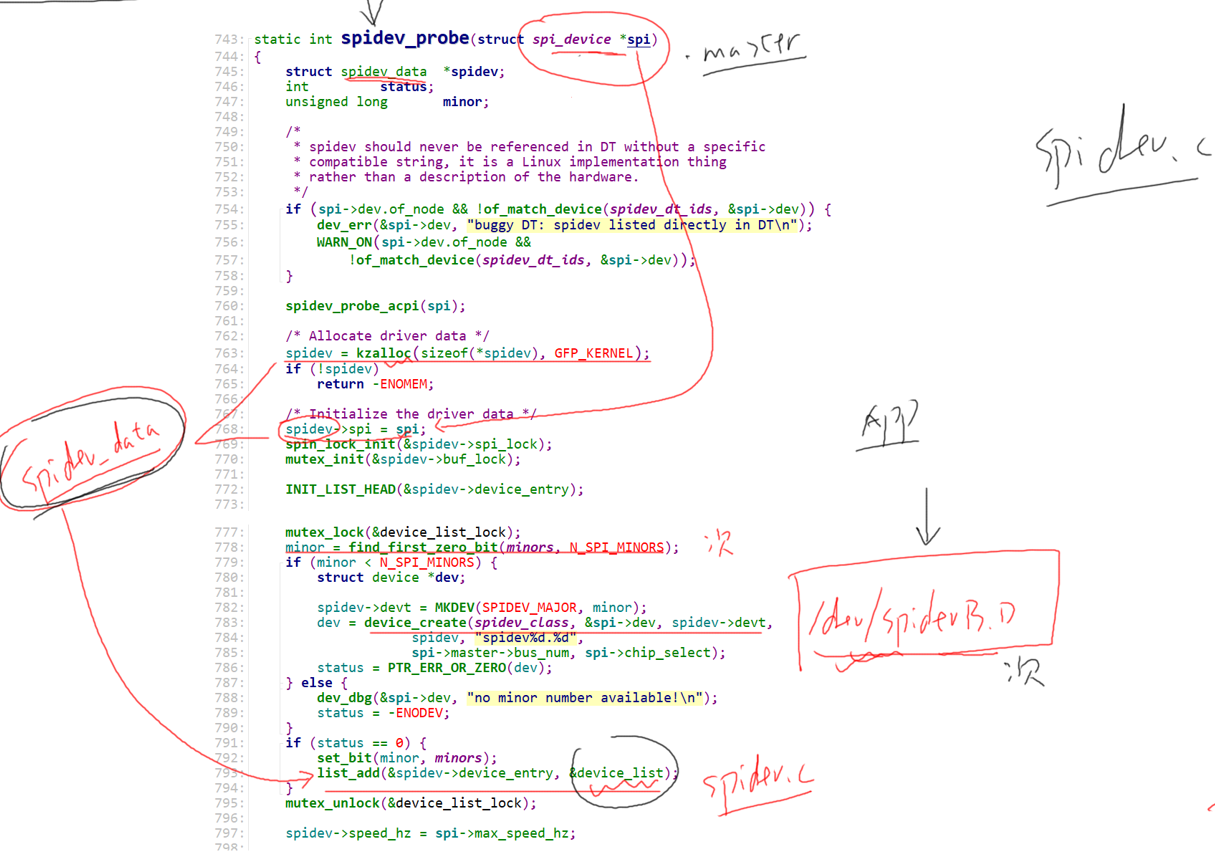 743: static int spidev_probe(struct spi_device *spi)
.master
744: {
745: struct spidev_data *spidev;
746: int status;
747: unsigned long minor;
748:
749: /*
750: * spidev should never be referenced in DT without a specific
751: * compatible string, it is a Linux implementation thing
752: * rather than a description of the hardware.
753: */
spidev.c
754: if (spi->dev.of_node && !of_match_device(spidev_dt_ids, &spi->dev)) {
755: dev_err(&spi->dev, "buggy DT: spidev listed directly in DT\n");
756: WARN_ON(spi->dev.of_node &&
757: !of_match_device(spidev_dt_ids, &spi->dev));
758: }
759:
760: spidev_probe_acpi(spi);
761:
762: /* Allocate driver data */
763: spidev = kzalloc(sizeof(*spidev), GFP_KERNEL);
764: if (!spidev)
765: return -ENOMEM;
766:
767: /* Initialize the driver data */
768: spidev->spi = spi;
769: spin_lock_init(&spidev->spi_lock);
770: mutex_init(&spidev->buf_lock);
771:
772: INIT_LIST_HEAD(&spidev->device_entry);
773:
spidev_data
APP
777: mutex_lock(&device_list_lock);
778: minor = find_first_zero_bit(minors, N_SPI_MINORS);
次
779: if (minor < N_SPI_MINORS) {
780: struct device *dev;
781:
782: spidev->devt = MKDEV(SPIDEV_MAJOR, minor);
783: dev = device_create(spidev_class, &spi->dev, spidev->devt,
784: spidev, "spidev%d.%d",
785: spi->master->bus_num, spi->chip_select);
786: status = PTR_ERR_OR_ZERO(dev);
787: } else {
788: dev_dbg(&spi->dev, "no minor number available!\n");
789: status = -ENODEV;
790: }
/dev/spidevB.D
次
791: if (status == 0) {
792: set_bit(minor, minors);
793: list_add(&spidev->device_entry, &device_list);
794: }
spidev.c
795: mutex_unlock(&device_list_lock);
796:
797: spidev->speed_hz = spi->max_speed_hz;
798: